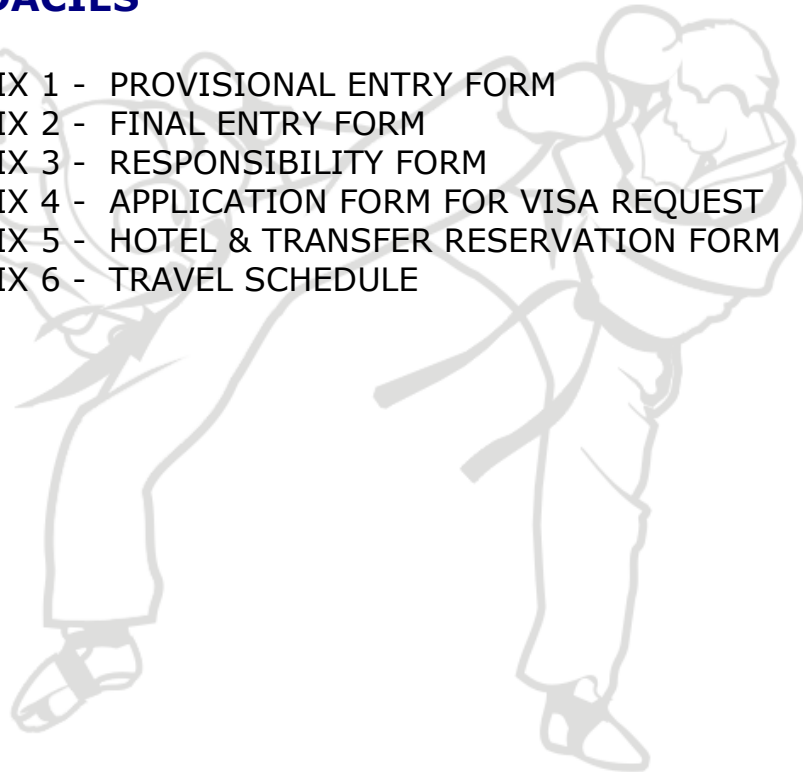 DACIES
IX 1 - PROVISIONAL ENTRY FORM
IX 2 - FINAL ENTRY FORM
IX 3 - RESPONSIBILITY FORM
IX 4 - APPLICATION FORM FOR VISA REQUEST
IX 5 - HOTEL & TRANSFER RESERVATION FORM
IX 6 - TRAVEL SCHEDULE